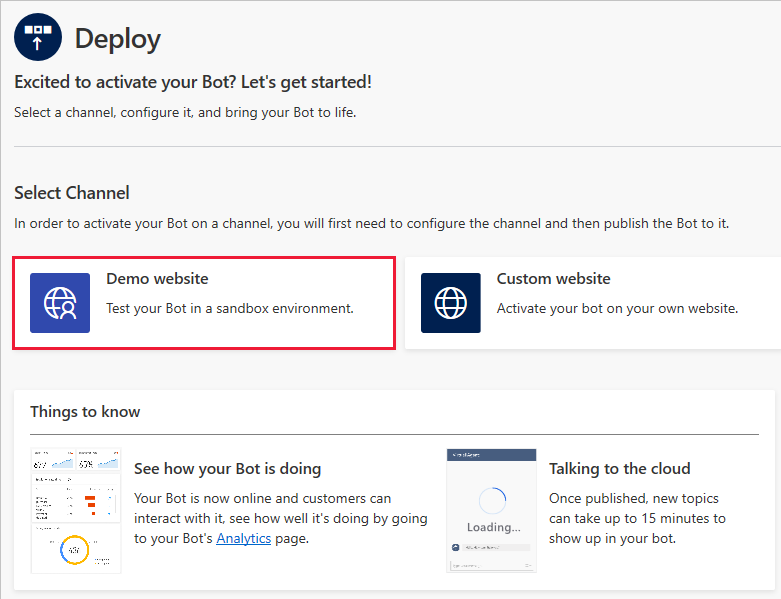 Deploy
Excited to activate your Bot? Let's get started!
Select a channel, configure it, and bring your Bot to life.
Select Channel
In order to activate your Bot on a channel, you will first need to configure the channel and then publish the Bot to it.
Demo website
Test your Bot in a sandbox environment.
Custom website
Activate your bot on your own website.
Things to know
See how your Bot is doing
Your Bot is now online and customers can
interact with it, see how well it's doing by going
to your Bot's Analytics page.
Loading...
Talking to the cloud
Once published, new topics
can take up to 15 minutes to
show up in your bot.